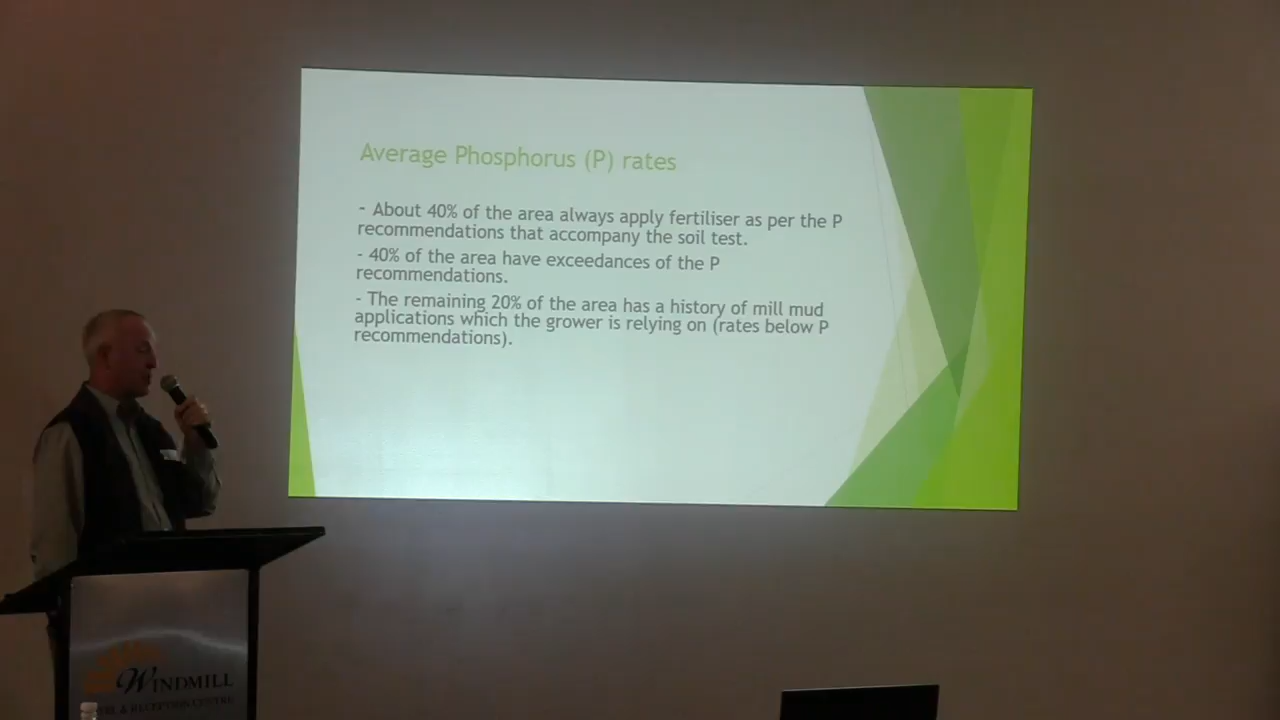 Average Phosphorus (P) rates
- About 40% of the area always apply fertiliser as per the P
recommendations that accompany the soil test.
- 40% of the area have exceedances of the P
recommendations.
- The remaining 20% of the area has a history of mill mud
applications which the grower is relying on (rates below P
recommendations).
WINDMILL
& RECEPTION CENTRE